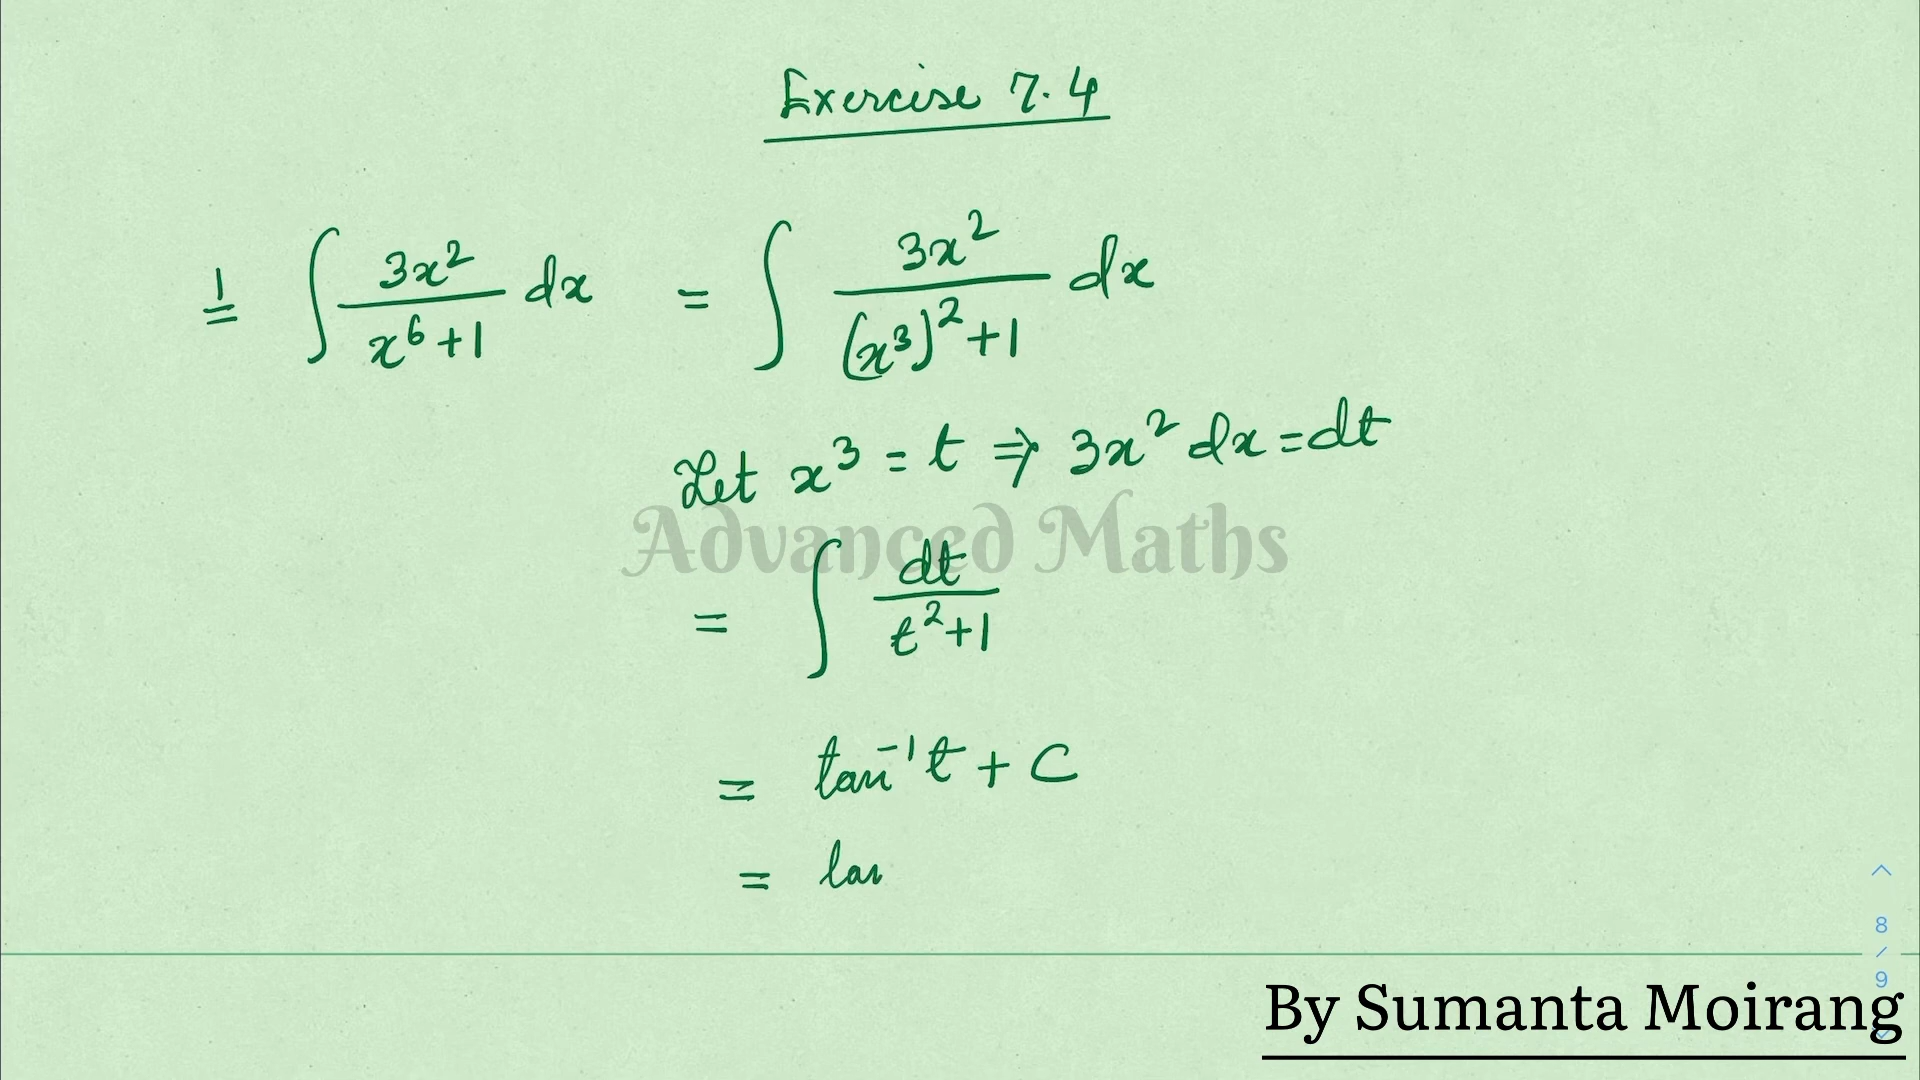 Exercise 7.4
1 ∫ 3x²/(x⁶+1) dx = ∫ 3x²/((x³)²+1) dx
Let x³ = t ⇒ 3x² dx = dt
Advanced Maths
= ∫ dt/(t²+1)
= tan⁻¹t + C
= tan
8
/
9
By Sumanta Moirang